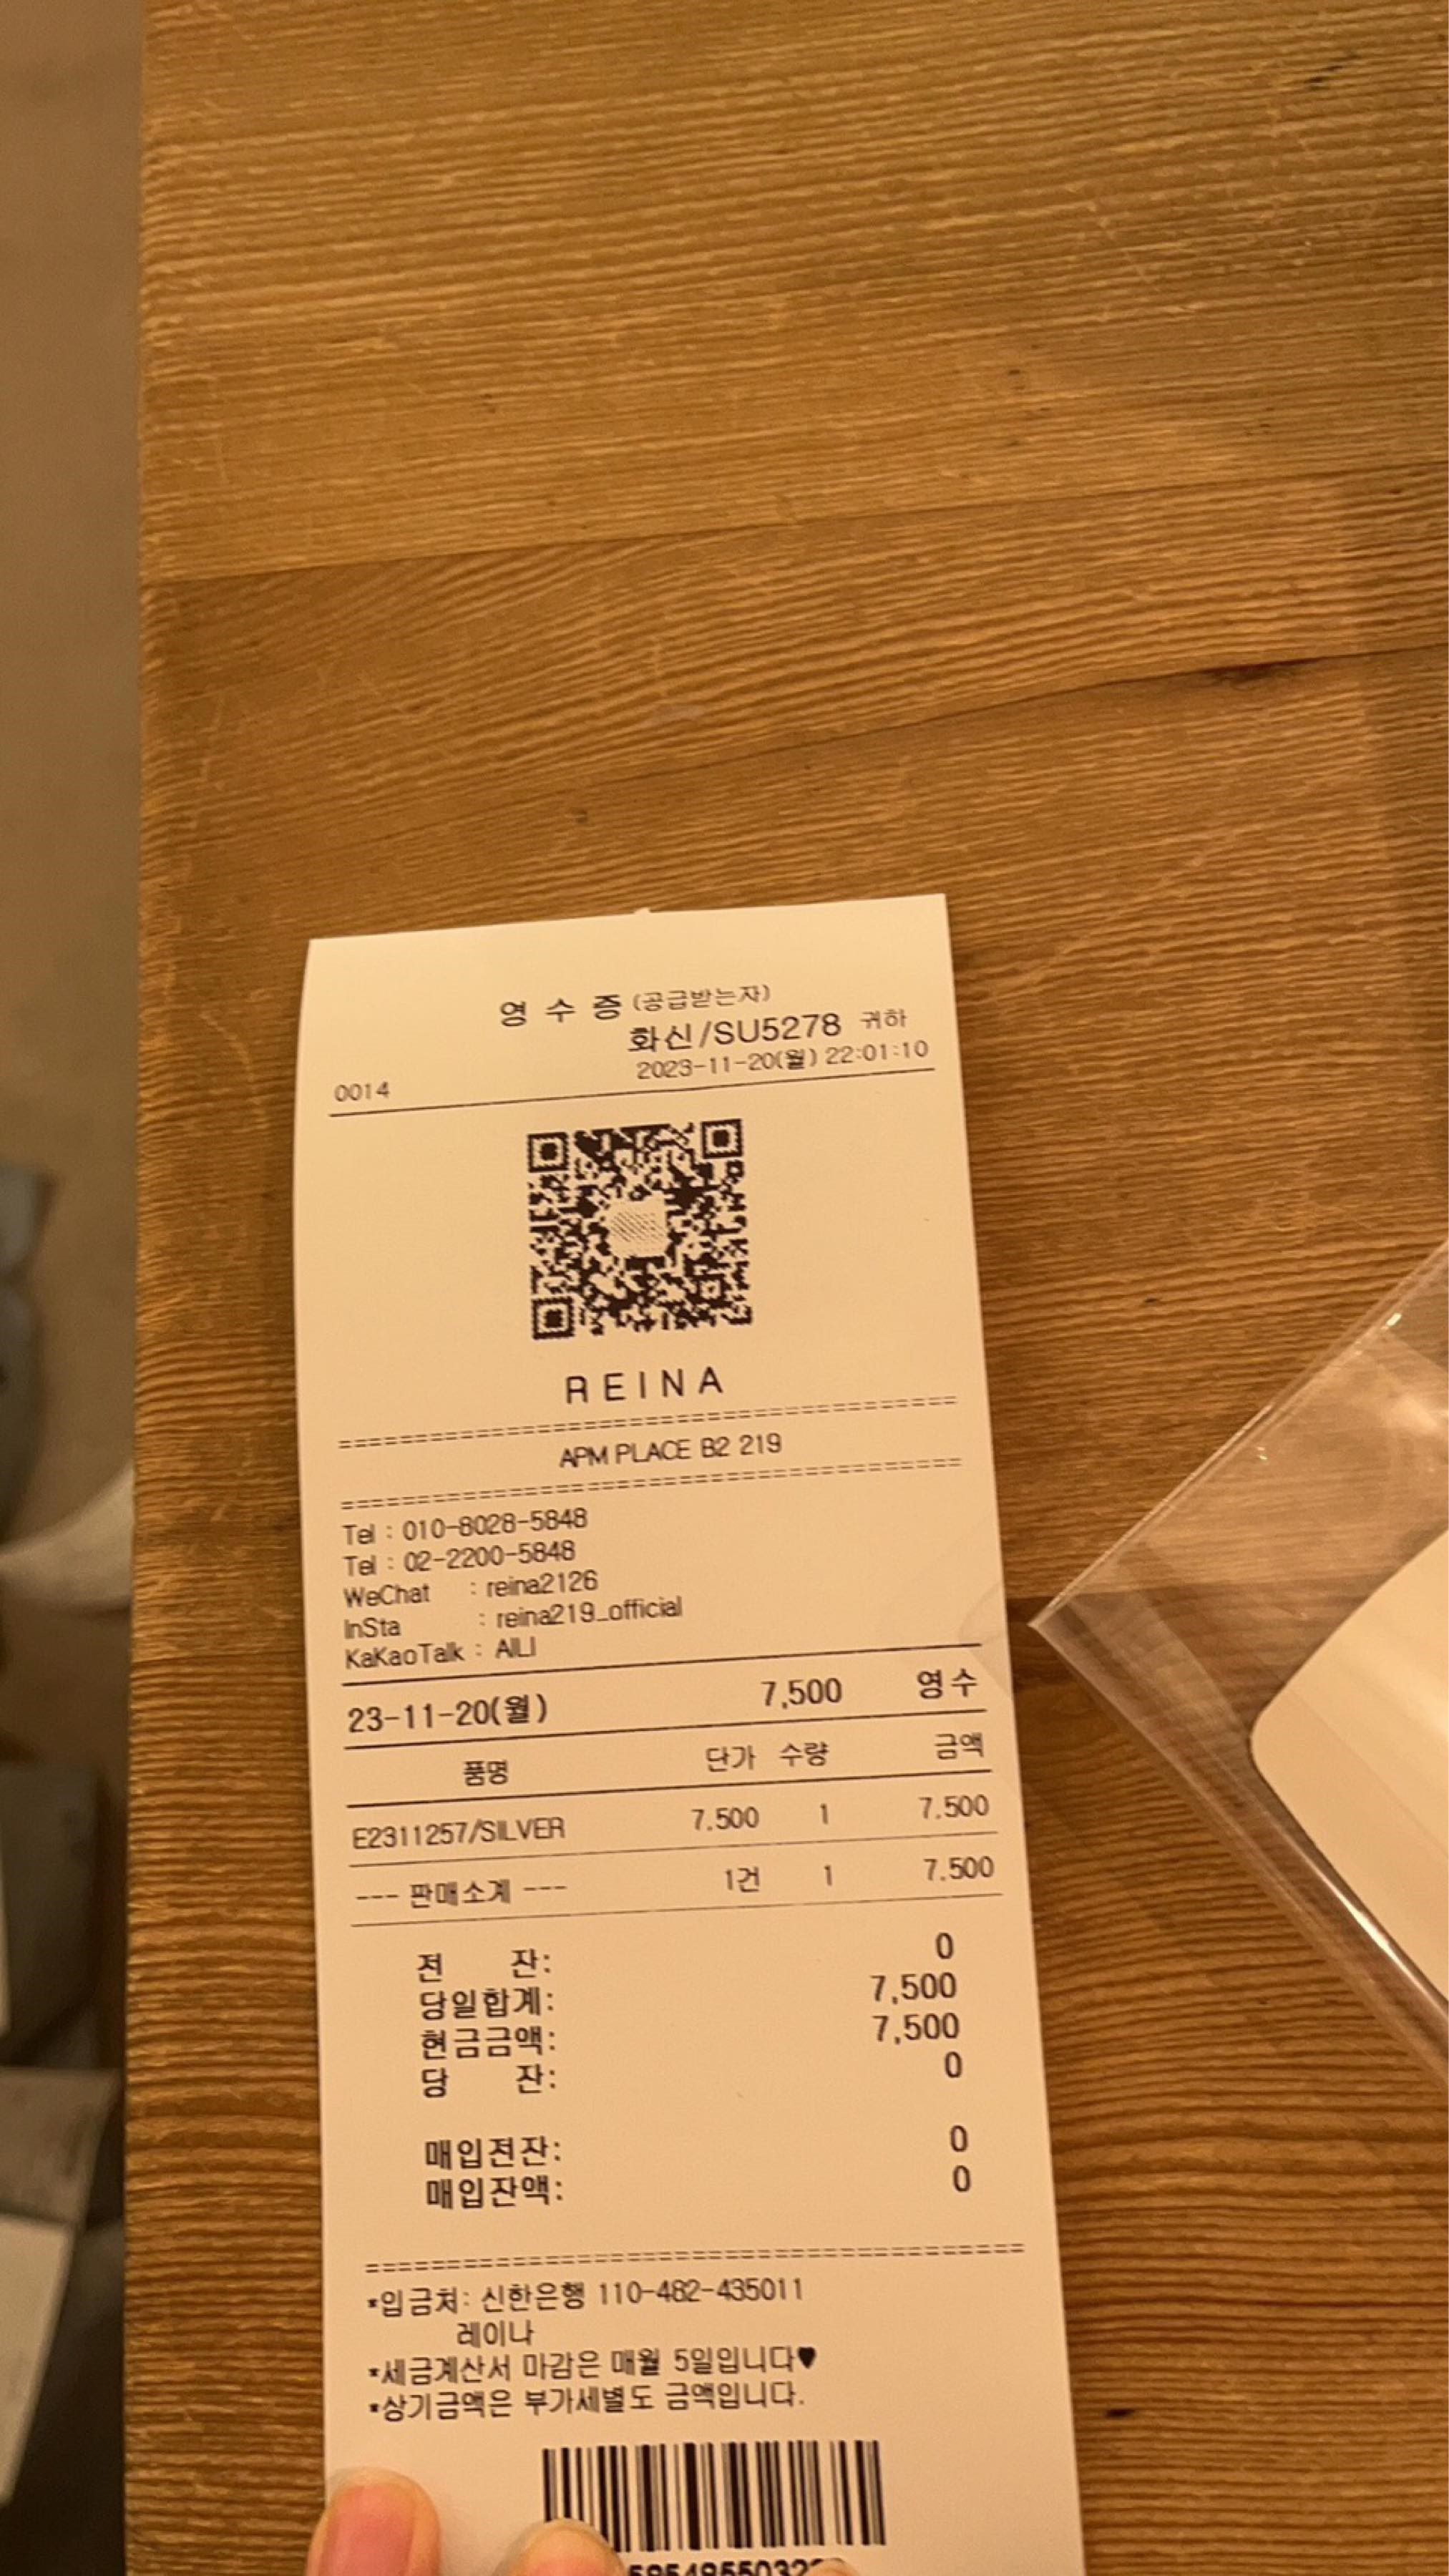 영 수 증 (공급받는자)
화신/SU5278 귀하
2023-11-20(월) 22:01:10
0014
REINA
=============================================
APM PLACE B2 219
=============================================
Tel : 010-8028-5848
Tel : 02-2200-5848
WeChat : reina2126
InSta : reina219_official
KaKaoTalk : AILI
23-11-20(월) 7,500 영수
품명 단가 수량 금액
E2311257/SILVER 7.500 1 7.500
--- 판매소계 --- 1건 1 7.500
전 잔: 0
당일합계: 7,500
현금금액: 7,500
당 잔: 0
매입전잔: 0
매입잔액: 0
=============================================
*입금처: 신한은행 110-482-435011
레이나
*세금계산서 마감은 매월 5일입니다♥
*상기금액은 부가세별도 금액입니다.